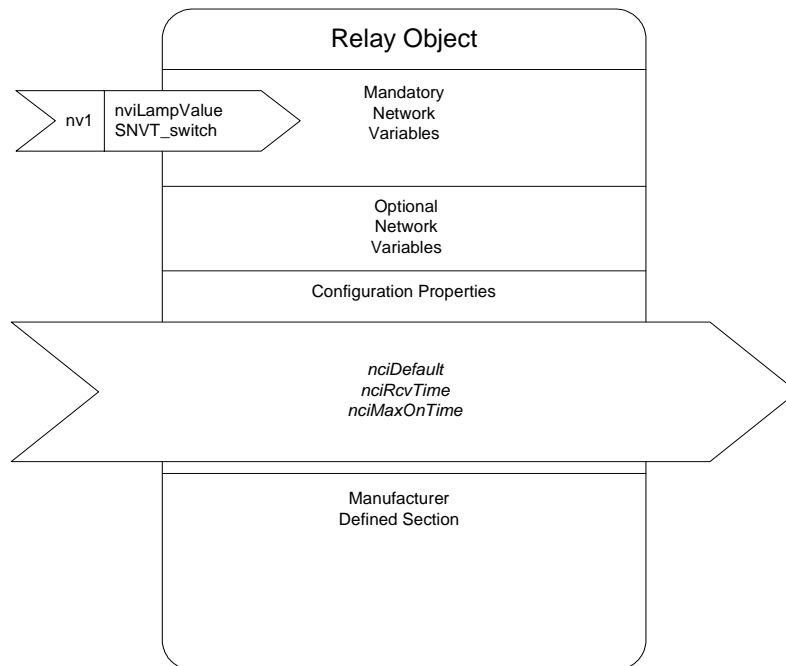 Relay Object
nv1
nviLampValue
SNVT_switch
Mandatory
Network
Variables
Optional
Network
Variables
Configuration Properties
nciDefault
nciRcvTime
nciMaxOnTime
Manufacturer
Defined Section